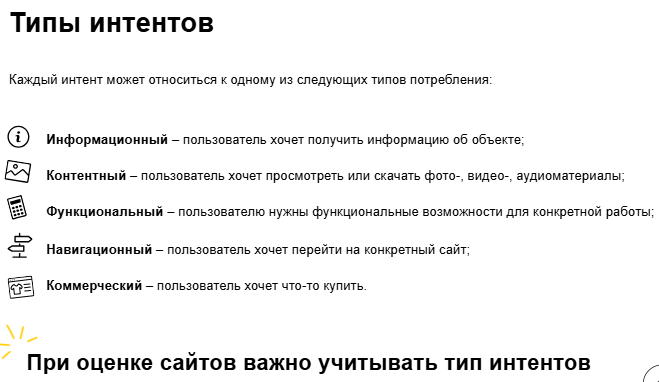 Типы интентов
Каждый интент может относиться к одному из следующих типов потребления:
Информационный – пользователь хочет получить информацию об объекте;
Контентный – пользователь хочет просмотреть или скачать фото-, видео-, аудиоматериалы;
Функциональный – пользователю нужны функциональные возможности для конкретной работы;
Навигационный – пользователь хочет перейти на конкретный сайт;
Коммерческий – пользователь хочет что-то купить.
При оценке сайтов важно учитывать тип интентов